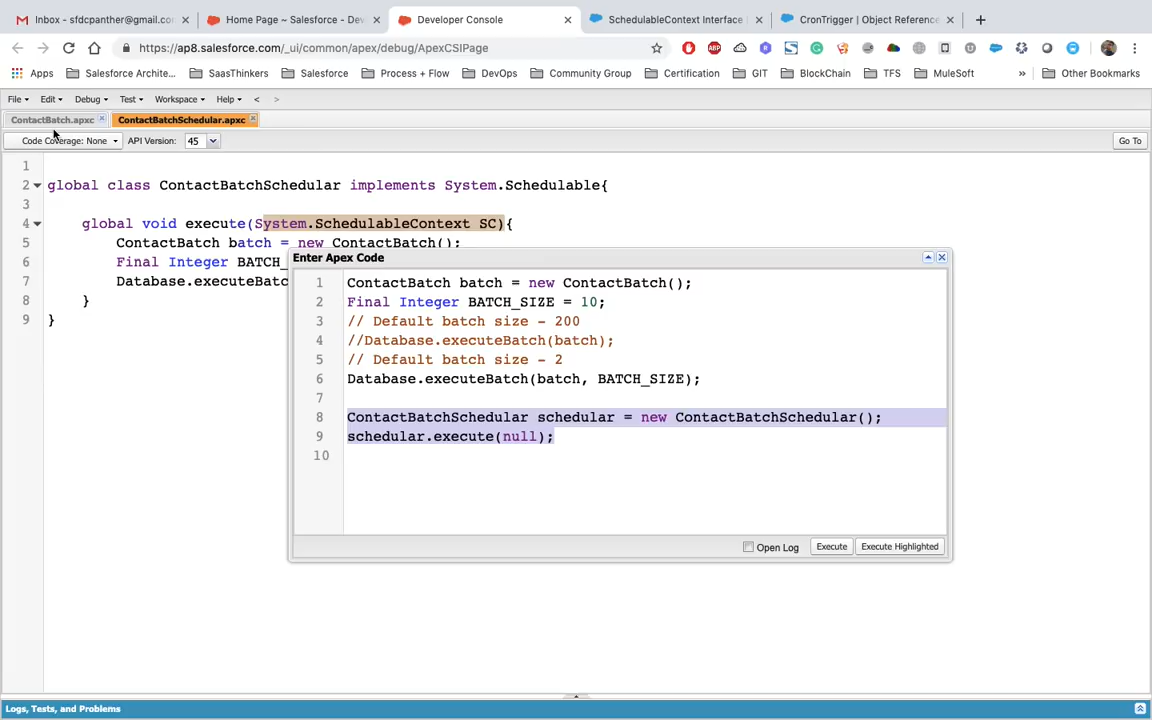 Inbox - sfdcpanther@gmail.co
Home Page ~ Salesforce - Dev
Developer Console
SchedulableContext Interface
CronTrigger | Object Reference
https://ap8.salesforce.com/_ui/common/apex/debug/ApexCSIPage
Apps
Salesforce Archite...
SaasThinkers
Salesforce
Process + Flow
DevOps
Community Group
Certification
GIT
BlockChain
TFS
MuleSoft
»
Other Bookmarks
File
Edit
Debug
Test
Workspace
Help
<
>
ContactBatch.apxc
ContactBatchSchedular.apxc
Code Coverage: None
API Version:
45
Go To
1
2 global class ContactBatchSchedular implements System.Schedulable{
3
4 global void execute(System.SchedulableContext SC){
5 ContactBatch batch = new ContactBatch();
6 Final Integer BATCH_
7 Database.executeBatc
8 }
9 }
Enter Apex Code
1 ContactBatch batch = new ContactBatch();
2 Final Integer BATCH_SIZE = 10;
3 // Default batch size - 200
4 //Database.executeBatch(batch);
5 // Default batch size - 2
6 Database.executeBatch(batch, BATCH_SIZE);
7
8 ContactBatchSchedular schedular = new ContactBatchSchedular();
9 schedular.execute(null);
10
Open Log
Execute
Execute Highlighted
Logs, Tests, and Problems